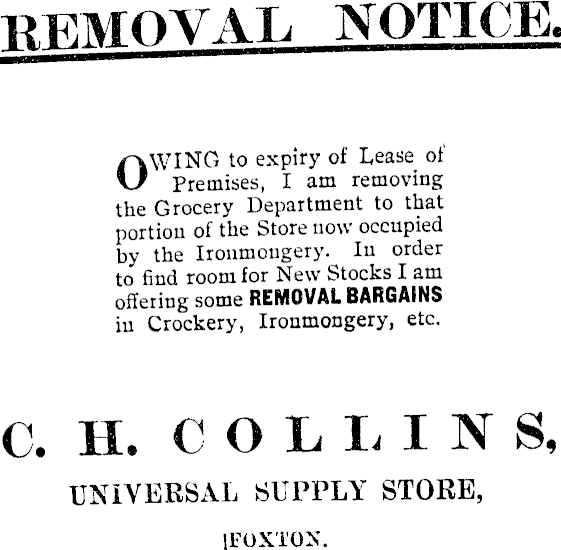 REMOVAL NOTICE.
OWING to expiry of Lease of
Premises, I am removing
the Grocery Department to that
portion of the Store now occupied
by the Ironmongery. In order
to find room for New Stocks I am
offering some REMOVAL BARGAINS
in Crockery, Ironmongery, etc.
C. H. COLLINS,
UNIVERSAL SUPPLY STORE,
FOXTON.